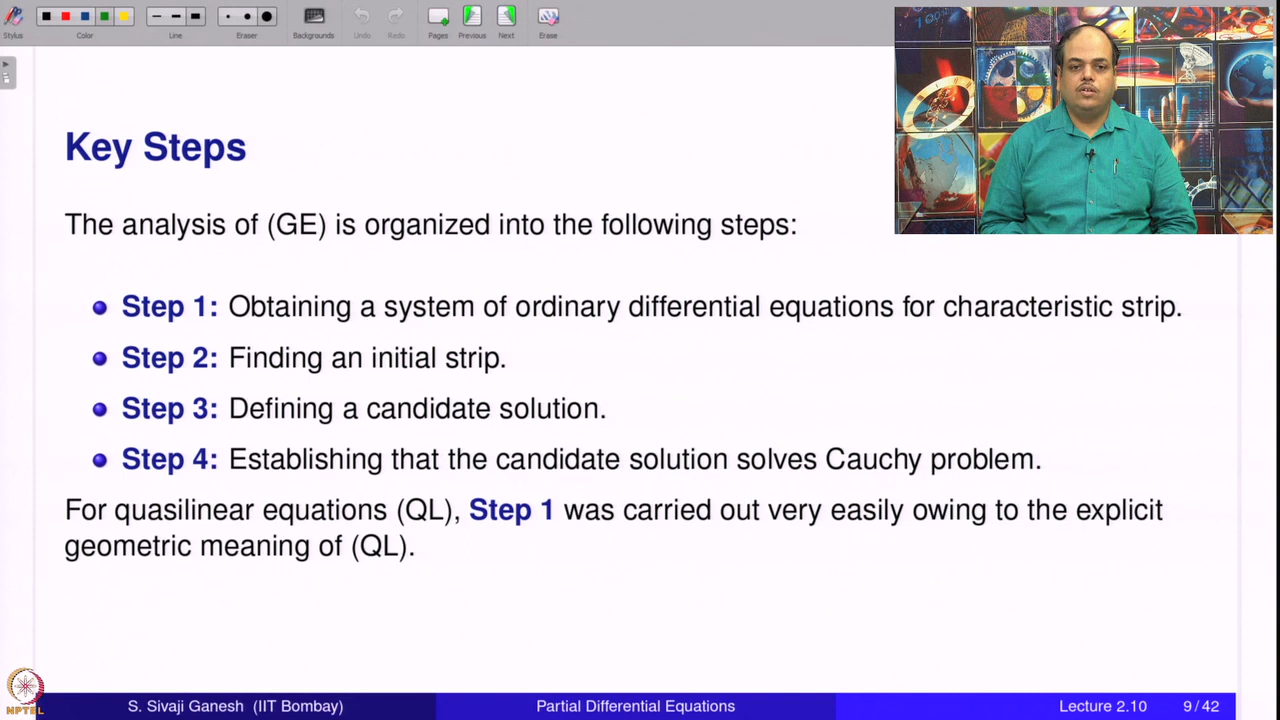 Stylus
Color
Line
Eraser
Backgrounds
Undo
Redo
Pages
Previous
Next
Erase
Key Steps
The analysis of (GE) is organized into the following steps:
Step 1: Obtaining a system of ordinary differential equations for characteristic strip.
Step 2: Finding an initial strip.
Step 3: Defining a candidate solution.
Step 4: Establishing that the candidate solution solves Cauchy problem.
For quasilinear equations (QL), Step 1 was carried out very easily owing to the explicit
geometric meaning of (QL).
NPTEL
S. Sivaji Ganesh (IIT Bombay)
Partial Differential Equations
Lecture 2.10
9 / 42